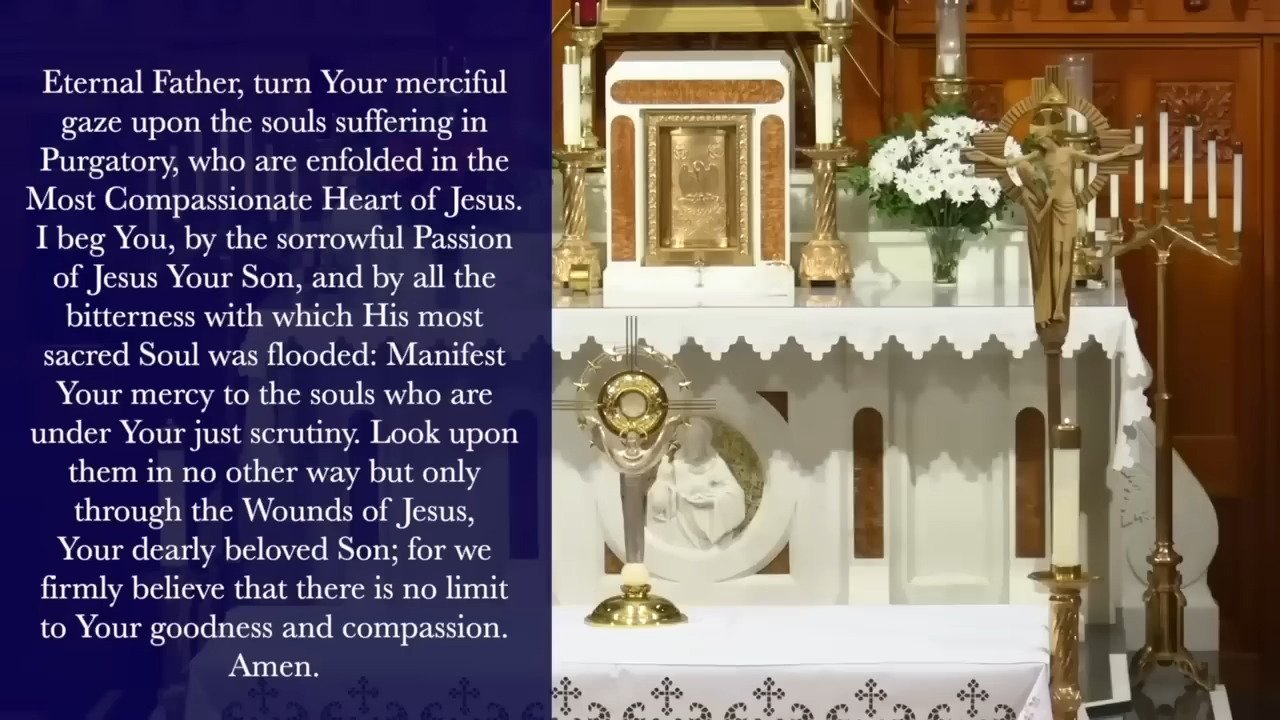 Eternal Father, turn Your merciful
gaze upon the souls suffering in
Purgatory, who are enfolded in the
Most Compassionate Heart of Jesus.
I beg You, by the sorrowful Passion
of Jesus Your Son, and by all the
bitterness with which His most
sacred Soul was flooded: Manifest
Your mercy to the souls who are
under Your just scrutiny. Look upon
them in no other way but only
through the Wounds of Jesus,
Your dearly beloved Son; for we
firmly believe that there is no limit
to Your goodness and compassion.
Amen.